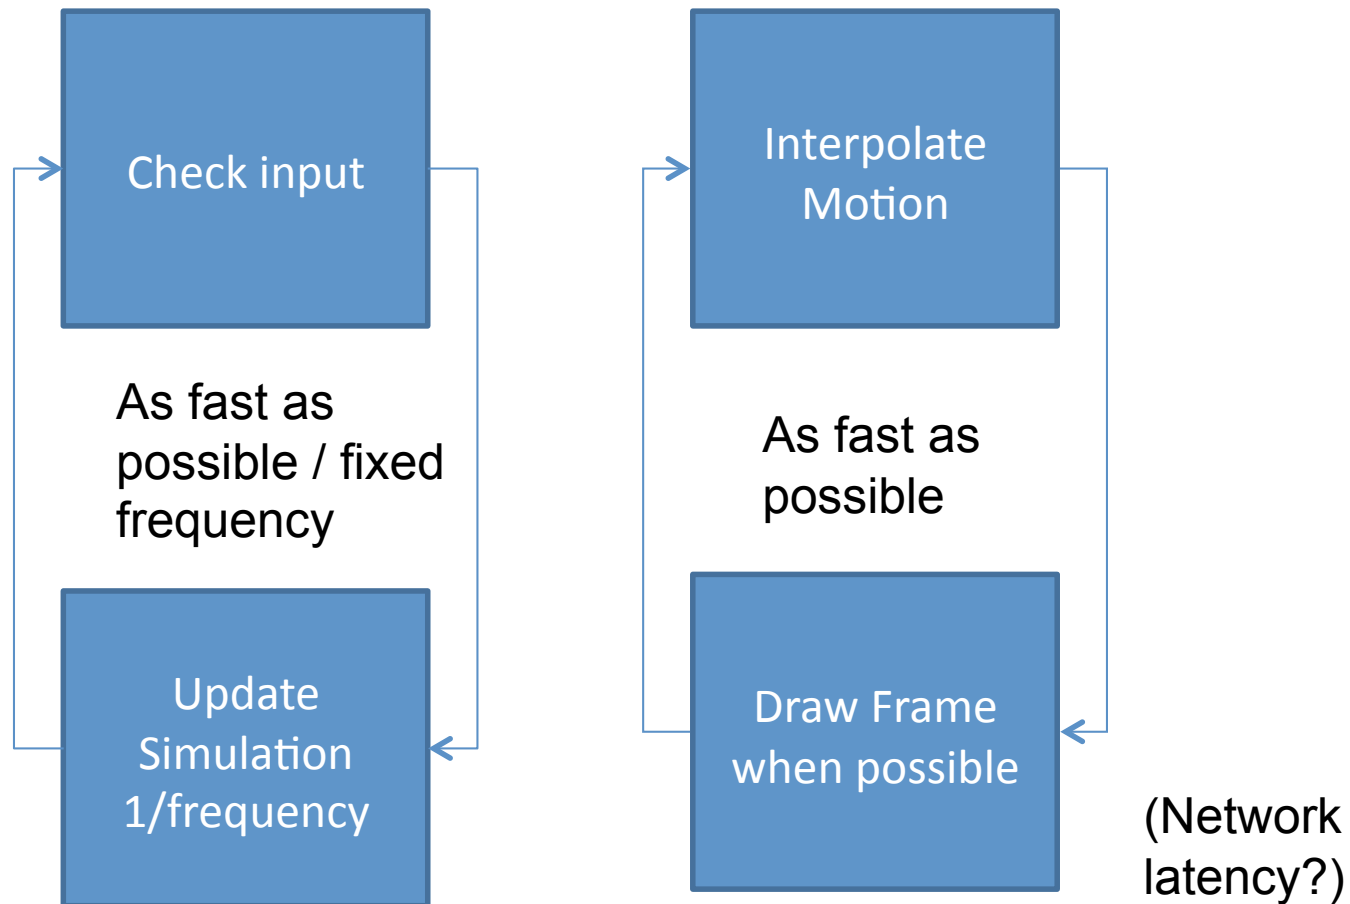 Check input
As fast as
possible / fixed
frequency
Update
Simulation
1/frequency
Interpolate
Motion
As fast as
possible
Draw Frame
when possible
(Network
latency?)